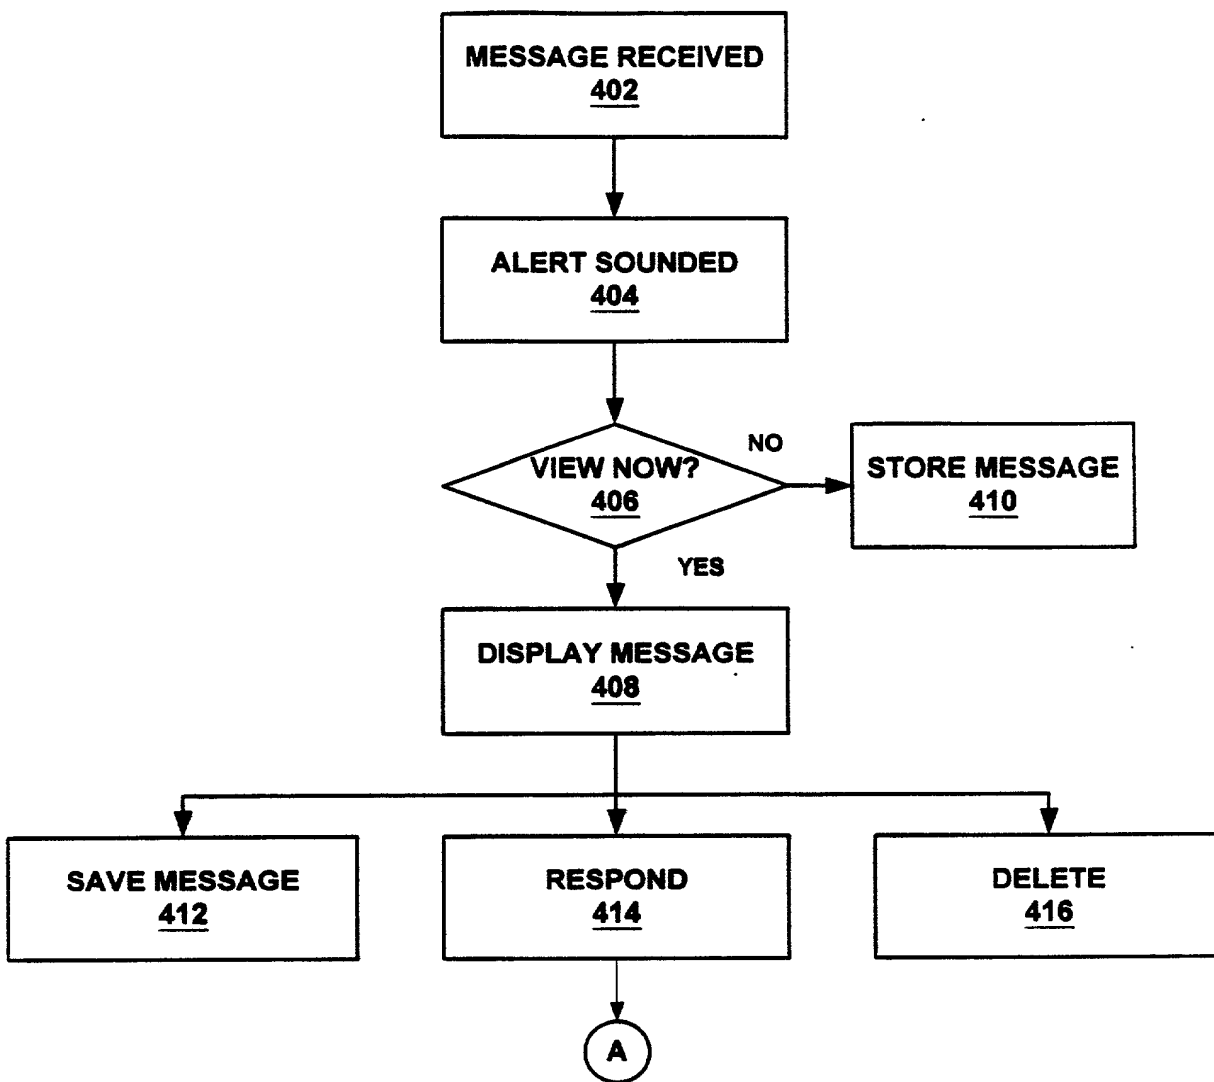 MESSAGE RECEIVED
402
ALERT SOUNDED
404
VIEW NOW?
406
NO
STORE MESSAGE
410
YES
DISPLAY MESSAGE
408
SAVE MESSAGE
412
RESPOND
414
DELETE
416
A